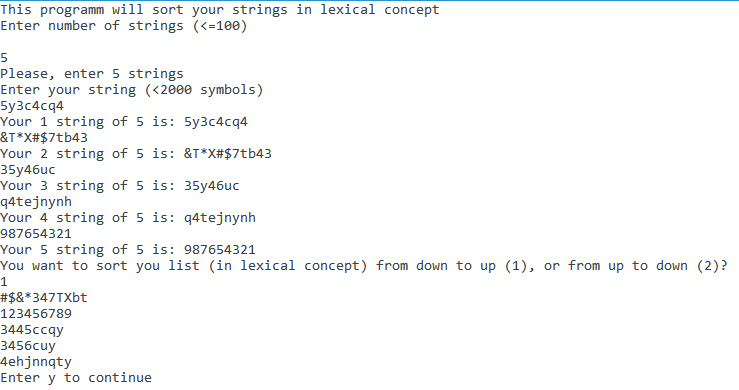 This programm will sort your strings in lexical concept
Enter number of strings (<=100)
5
Please, enter 5 strings
Enter your string (<2000 symbols)
5y3c4cq4
Your 1 string of 5 is: 5y3c4cq4
&T*X#$7tb43
Your 2 string of 5 is: &T*X#$7tb43
35y46uc
Your 3 string of 5 is: 35y46uc
q4tejnynh
Your 4 string of 5 is: q4tejnynh
987654321
Your 5 string of 5 is: 987654321
You want to sort you list (in lexical concept) from down to up (1), or from up to down (2)?
1
#$&*347TXbt
123456789
3445ccqy
3456cuy
4ehjnnqty
Enter y to continue